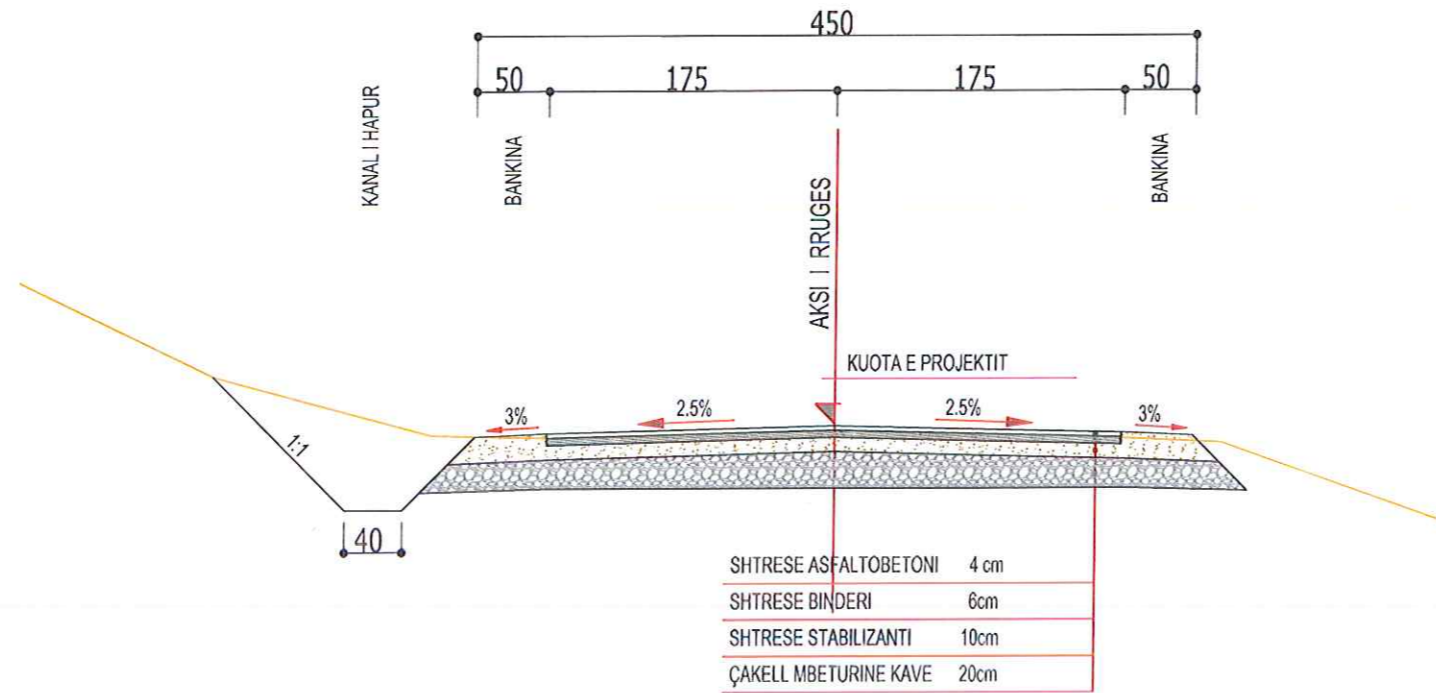 450
50 175 175 50
KANAL I HAPUR
BANKINA
AKSI I RRUGES
BANKINA
KUOTA E PROJEKTIT
3% 2.5% 2.5% 3%
1:1
40
SHTRESE ASFALTOBETONI 4 cm
SHTRESE BINDERI 6cm
SHTRESE STABILIZANTI 10cm
ÇAKELL MBETURINE KAVE 20cm